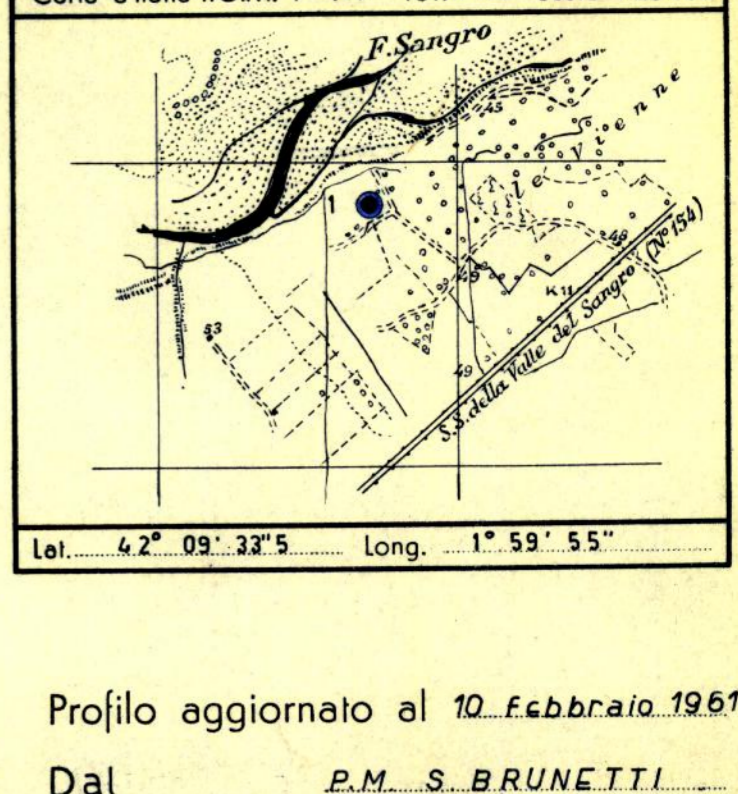 F. Sangro
45
le Vienne
1
48
49
53
49
S.S. della Valle del Sangro (N° 154)
Lat. 42° 09' 33"5 Long. 1° 59' 55"
Profilo aggiornato al 10 febbraio 1961
Dal P.M. S. BRUNETTI